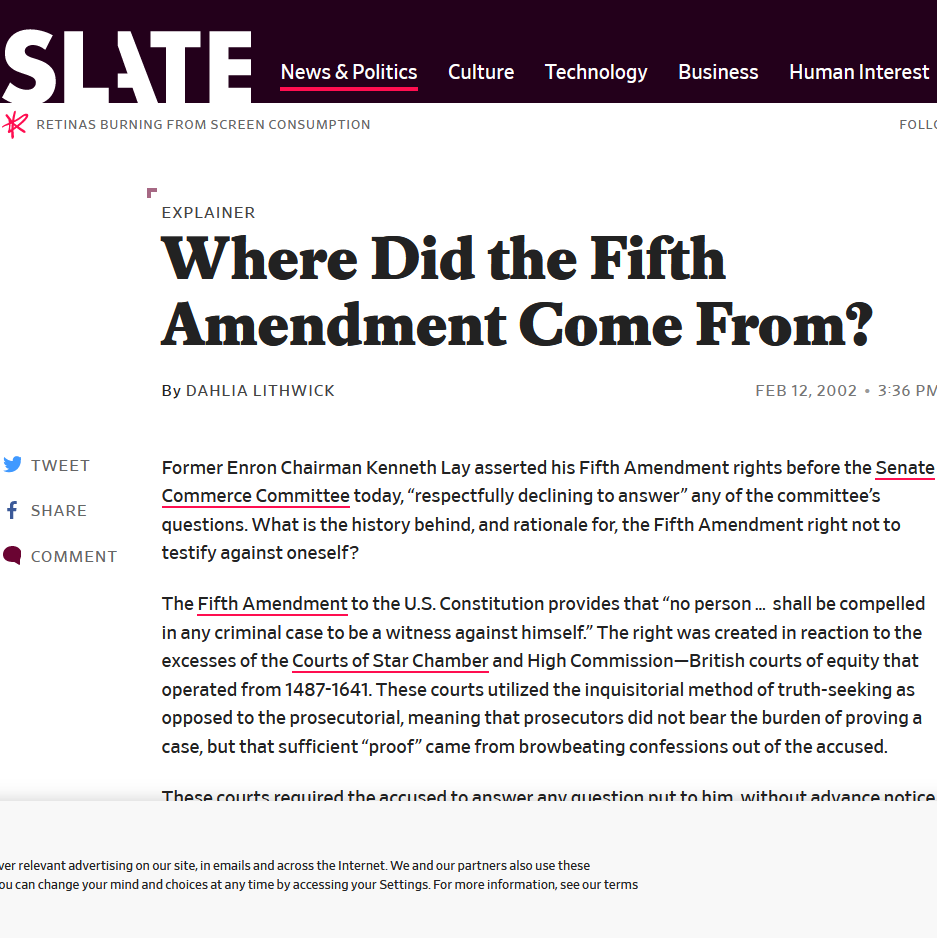 SLATE
News & Politics Culture Technology Business Human Interest
RETINAS BURNING FROM SCREEN CONSUMPTION
EXPLAINER
Where Did the Fifth
Amendment Come From?
By DAHLIA LITHWICK
FEB 12, 2002 • 3:36 PM
TWEET
SHARE
COMMENT
Former Enron Chairman Kenneth Lay asserted his Fifth Amendment rights before the Senate
Commerce Committee today, “respectfully declining to answer” any of the committee’s
questions. What is the history behind, and rationale for, the Fifth Amendment right not to
testify against oneself?
The Fifth Amendment to the U.S. Constitution provides that “no person … shall be compelled
in any criminal case to be a witness against himself.” The right was created in reaction to the
excesses of the Courts of Star Chamber and High Commission—British courts of equity that
operated from 1487-1641. These courts utilized the inquisitorial method of truth-seeking as
opposed to the prosecutorial, meaning that prosecutors did not bear the burden of proving a
case, but that sufficient “proof” came from browbeating confessions out of the accused.
These courts required the accused to answer any question put to him, without advance notice
relevant advertising on our site, in emails and across the Internet. We and our partners also use these
can change your mind and choices at any time by accessing your Settings. For more information, see our terms